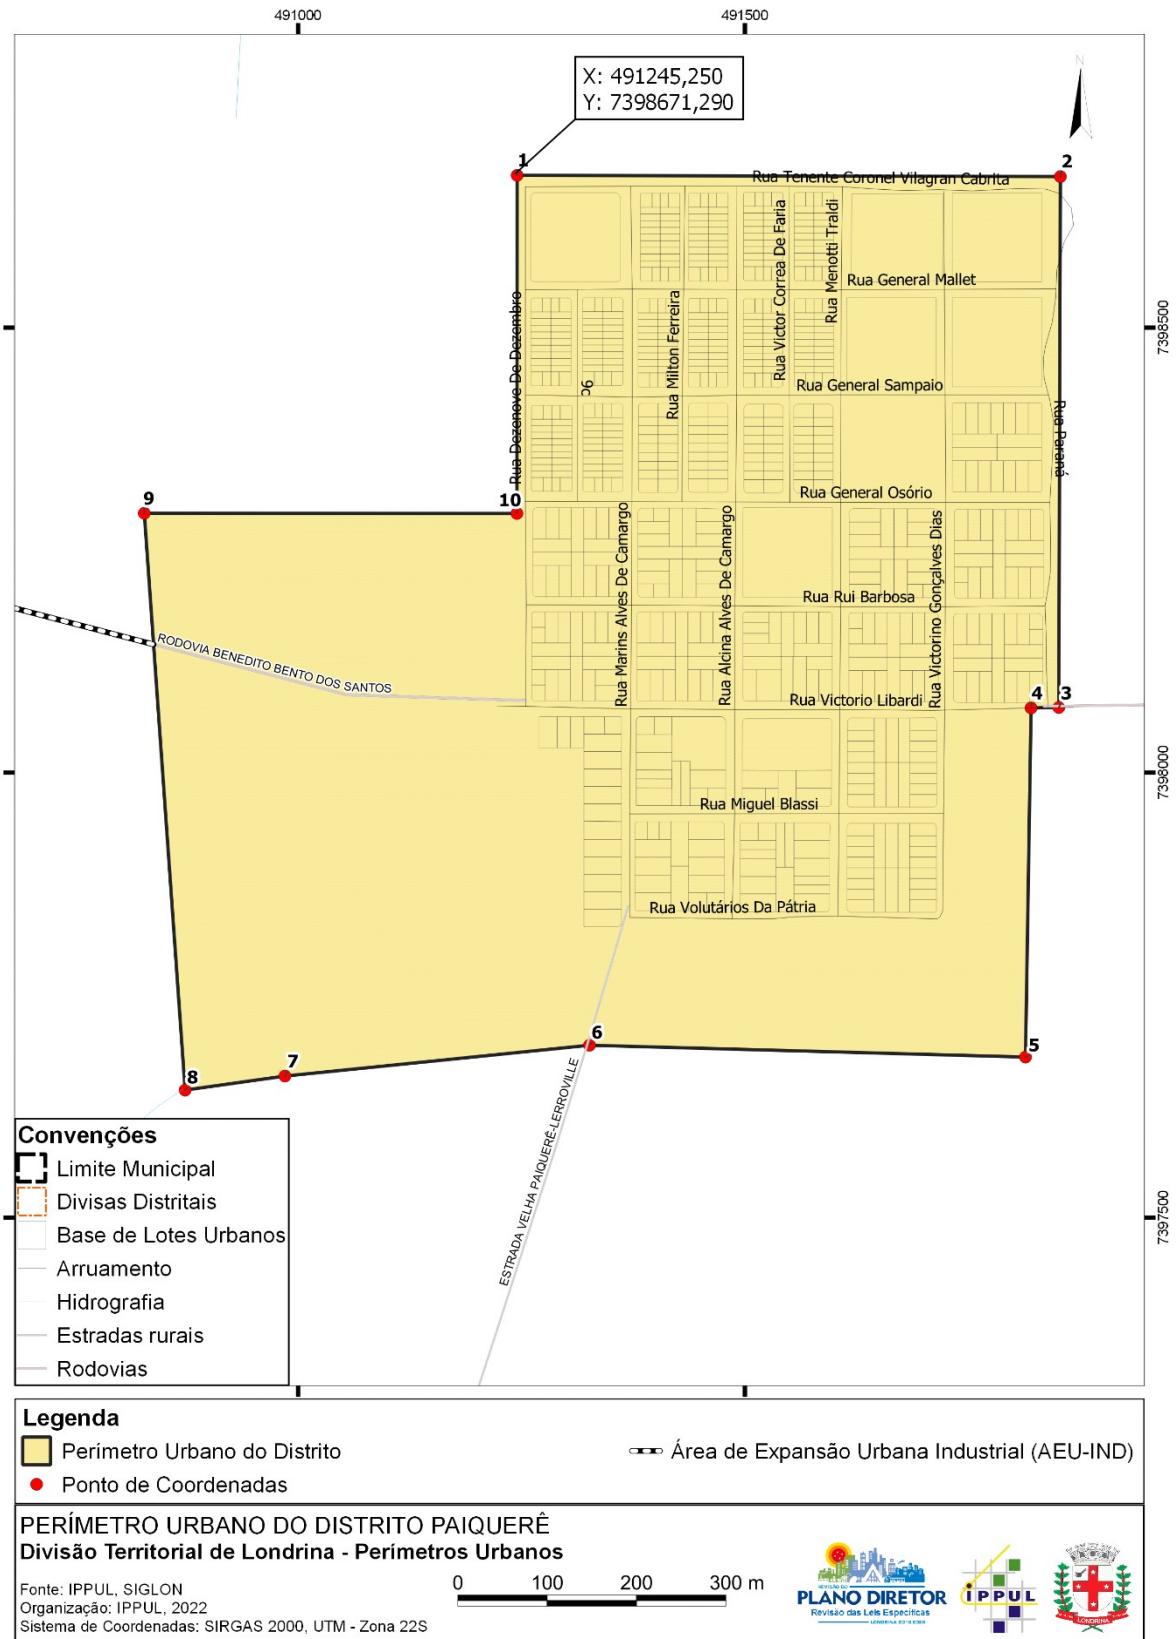 491000
491500
X: 491245,250
Y: 7398671,290
N
1
2
Rua Tenente Coronel Vilagran Cabrita
Rua Victor Correa De Faria
Rua Menotti Traldi
Rua General Mallet
Rua Dezenove De Dezembro
Rua Milton Ferreira
7398500
Rua General Sampaio
9c
Rua Paraná
Rua General Osório
9
10
Rua Marins Alves De Camargo
Rua Alcina Alves De Camargo
Rua Victorino Gonçalves Dias
Rua Rui Barbosa
RODOVIA BENEDITO BENTO DOS SANTOS
Rua Victorio Libardi
4
3
7398000
Rua Miguel Blassi
Rua Volutários Da Pátria
6
5
7
8
ESTRADA VELHA PAIQUERÊ-LERROVILLE
7397500
Convenções
Limite Municipal
Divisas Distritais
Base de Lotes Urbanos
Arruamento
Hidrografia
Estradas rurais
Rodovias
Legenda
Perímetro Urbano do Distrito
Área de Expansão Urbana Industrial (AEU-IND)
Ponto de Coordenadas
PERÍMETRO URBANO DO DISTRITO PAIQUERÊ
Divisão Territorial de Londrina - Perímetros Urbanos
Fonte: IPPUL, SIGLON
Organização: IPPUL, 2022
Sistema de Coordenadas: SIRGAS 2000, UTM - Zona 22S
0 100 200 300 m
REVISÃO DO
PLANO DIRETOR
Revisão das Leis Específicas
IPPUL
LONDRINA